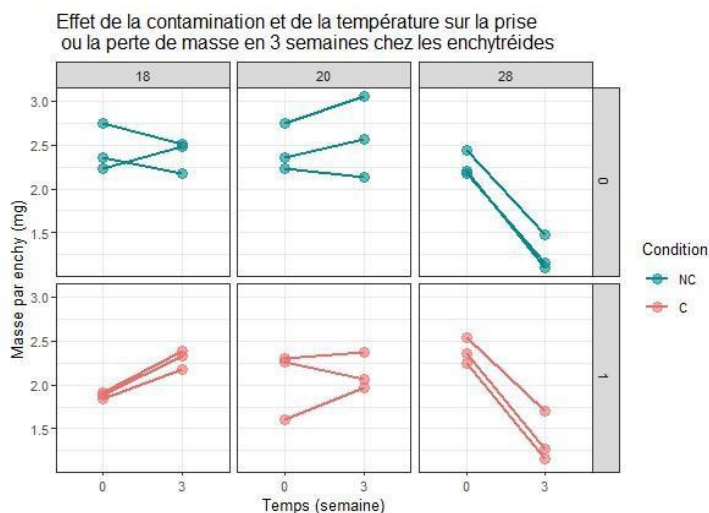 Effet de la contamination et de la température sur la prise
ou la perte de masse en 3 semaines chez les enchytréides
18
20
28
3.0
2.5
2.0
1.5
0
3.0
2.5
2.0
1.5
1
Masse par enchy (mg)
0
3
0
3
0
3
Temps (semaine)
Condition
NC
C